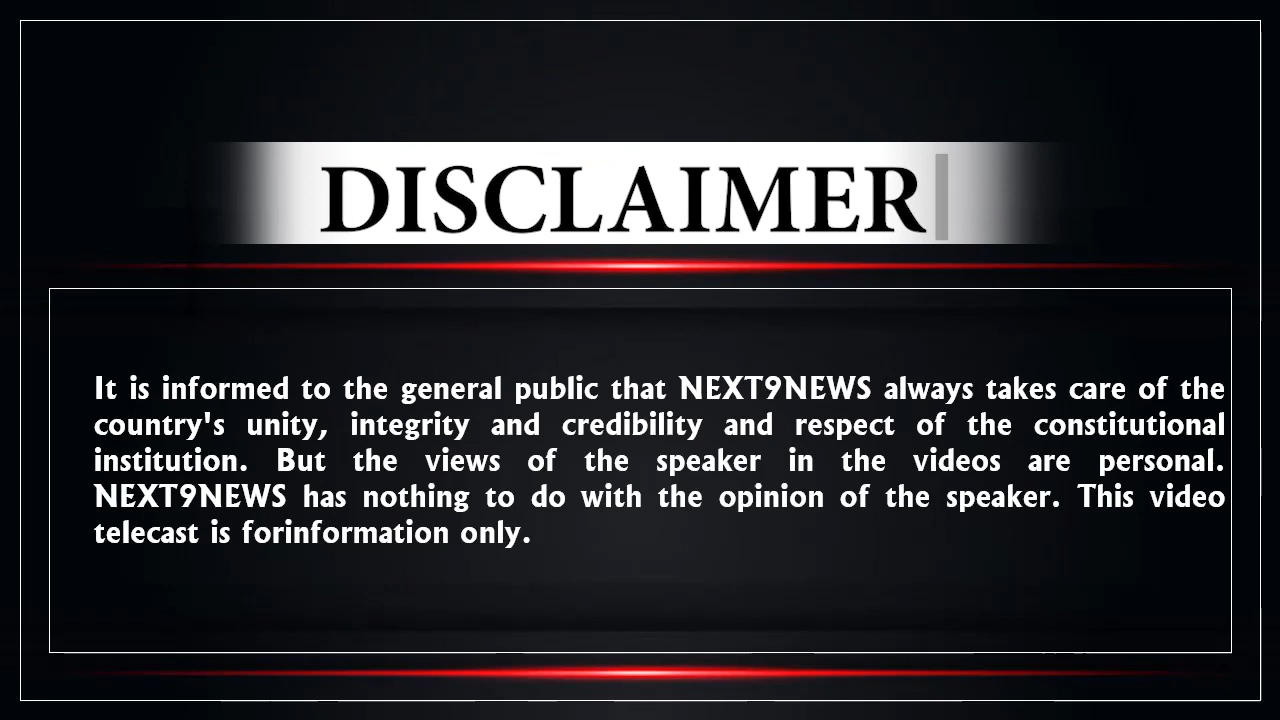 DISCLAIMER
It is informed to the general public that NEXT9NEWS always takes care of the
country's unity, integrity and credibility and respect of the constitutional
institution. But the views of the speaker in the videos are personal.
NEXT9NEWS has nothing to do with the opinion of the speaker. This video
telecast is forinformation only.